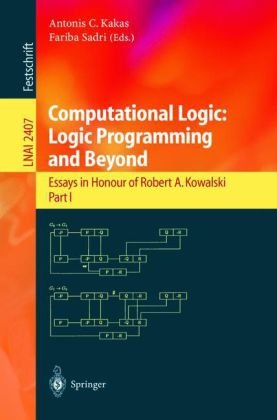 Antonis C. Kakas
Fariba Sadri (Eds.)
Festschrift
LNAI 2407
Computational Logic:
Logic Programming
and Beyond
Essays in Honour of Robert A. Kowalski
Part I
Springer